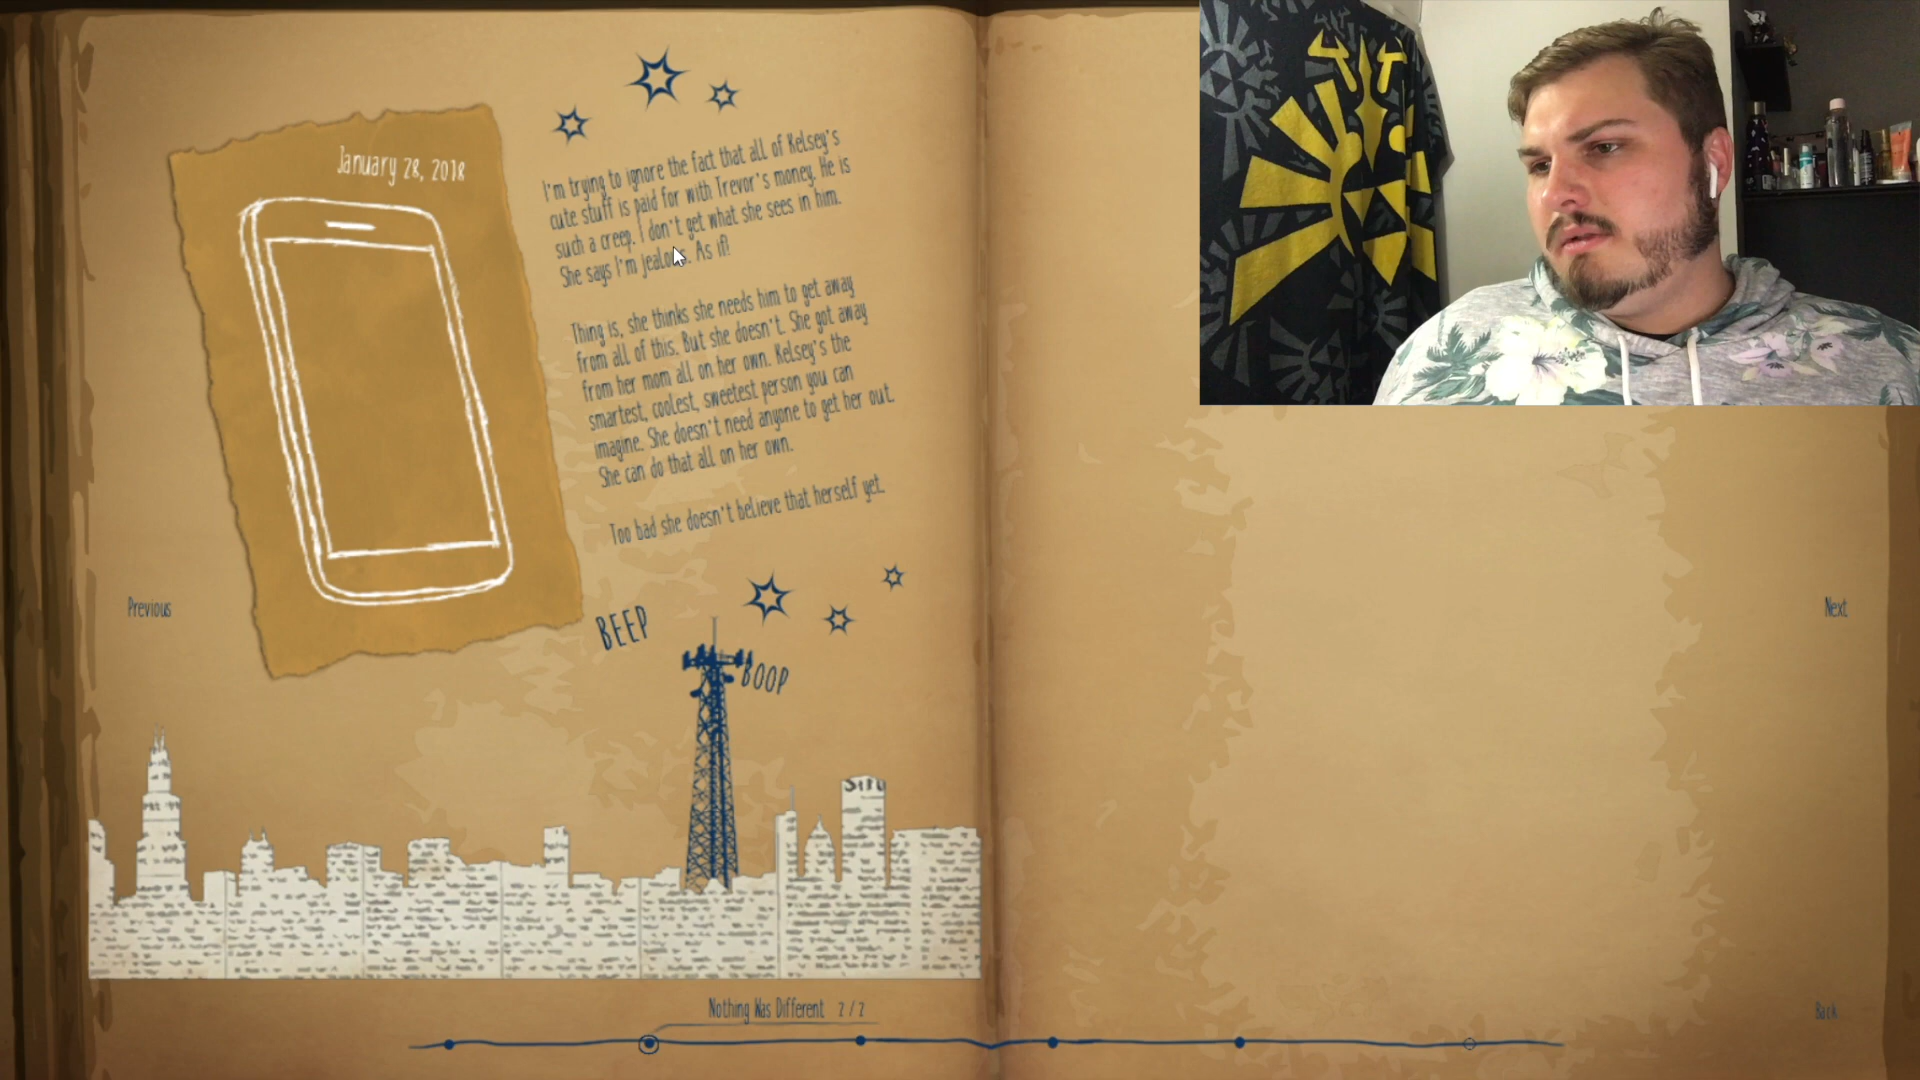 January 28, 2018
I'm trying to ignore the fact that all of Kelsey's
cute stuff is paid for with Trevor's money. He is
such a creep. I don't get what she sees in him.
She says I'm jealous. As if!
Thing is, she thinks she needs him to get away
from all of this. But she doesn't. She got away
from her mom all on her own. Kelsey's the
smartest, coolest, sweetest person you can
imagine. She doesn't need anyone to get her out.
She can do that all on her own.
Too bad she doesn't believe that herself yet.
Previous
Next
BEEP
BOOP
Back
Nothing Was Different 2/2